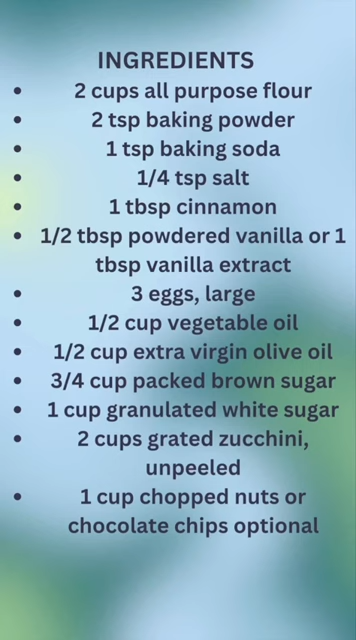 INGREDIENTS
• 2 cups all purpose flour
• 2 tsp baking powder
• 1 tsp baking soda
• 1/4 tsp salt
• 1 tbsp cinnamon
• 1/2 tbsp powdered vanilla or 1
tbsp vanilla extract
• 3 eggs, large
• 1/2 cup vegetable oil
• 1/2 cup extra virgin olive oil
• 3/4 cup packed brown sugar
• 1 cup granulated white sugar
• 2 cups grated zucchini,
unpeeled
• 1 cup chopped nuts or
chocolate chips optional